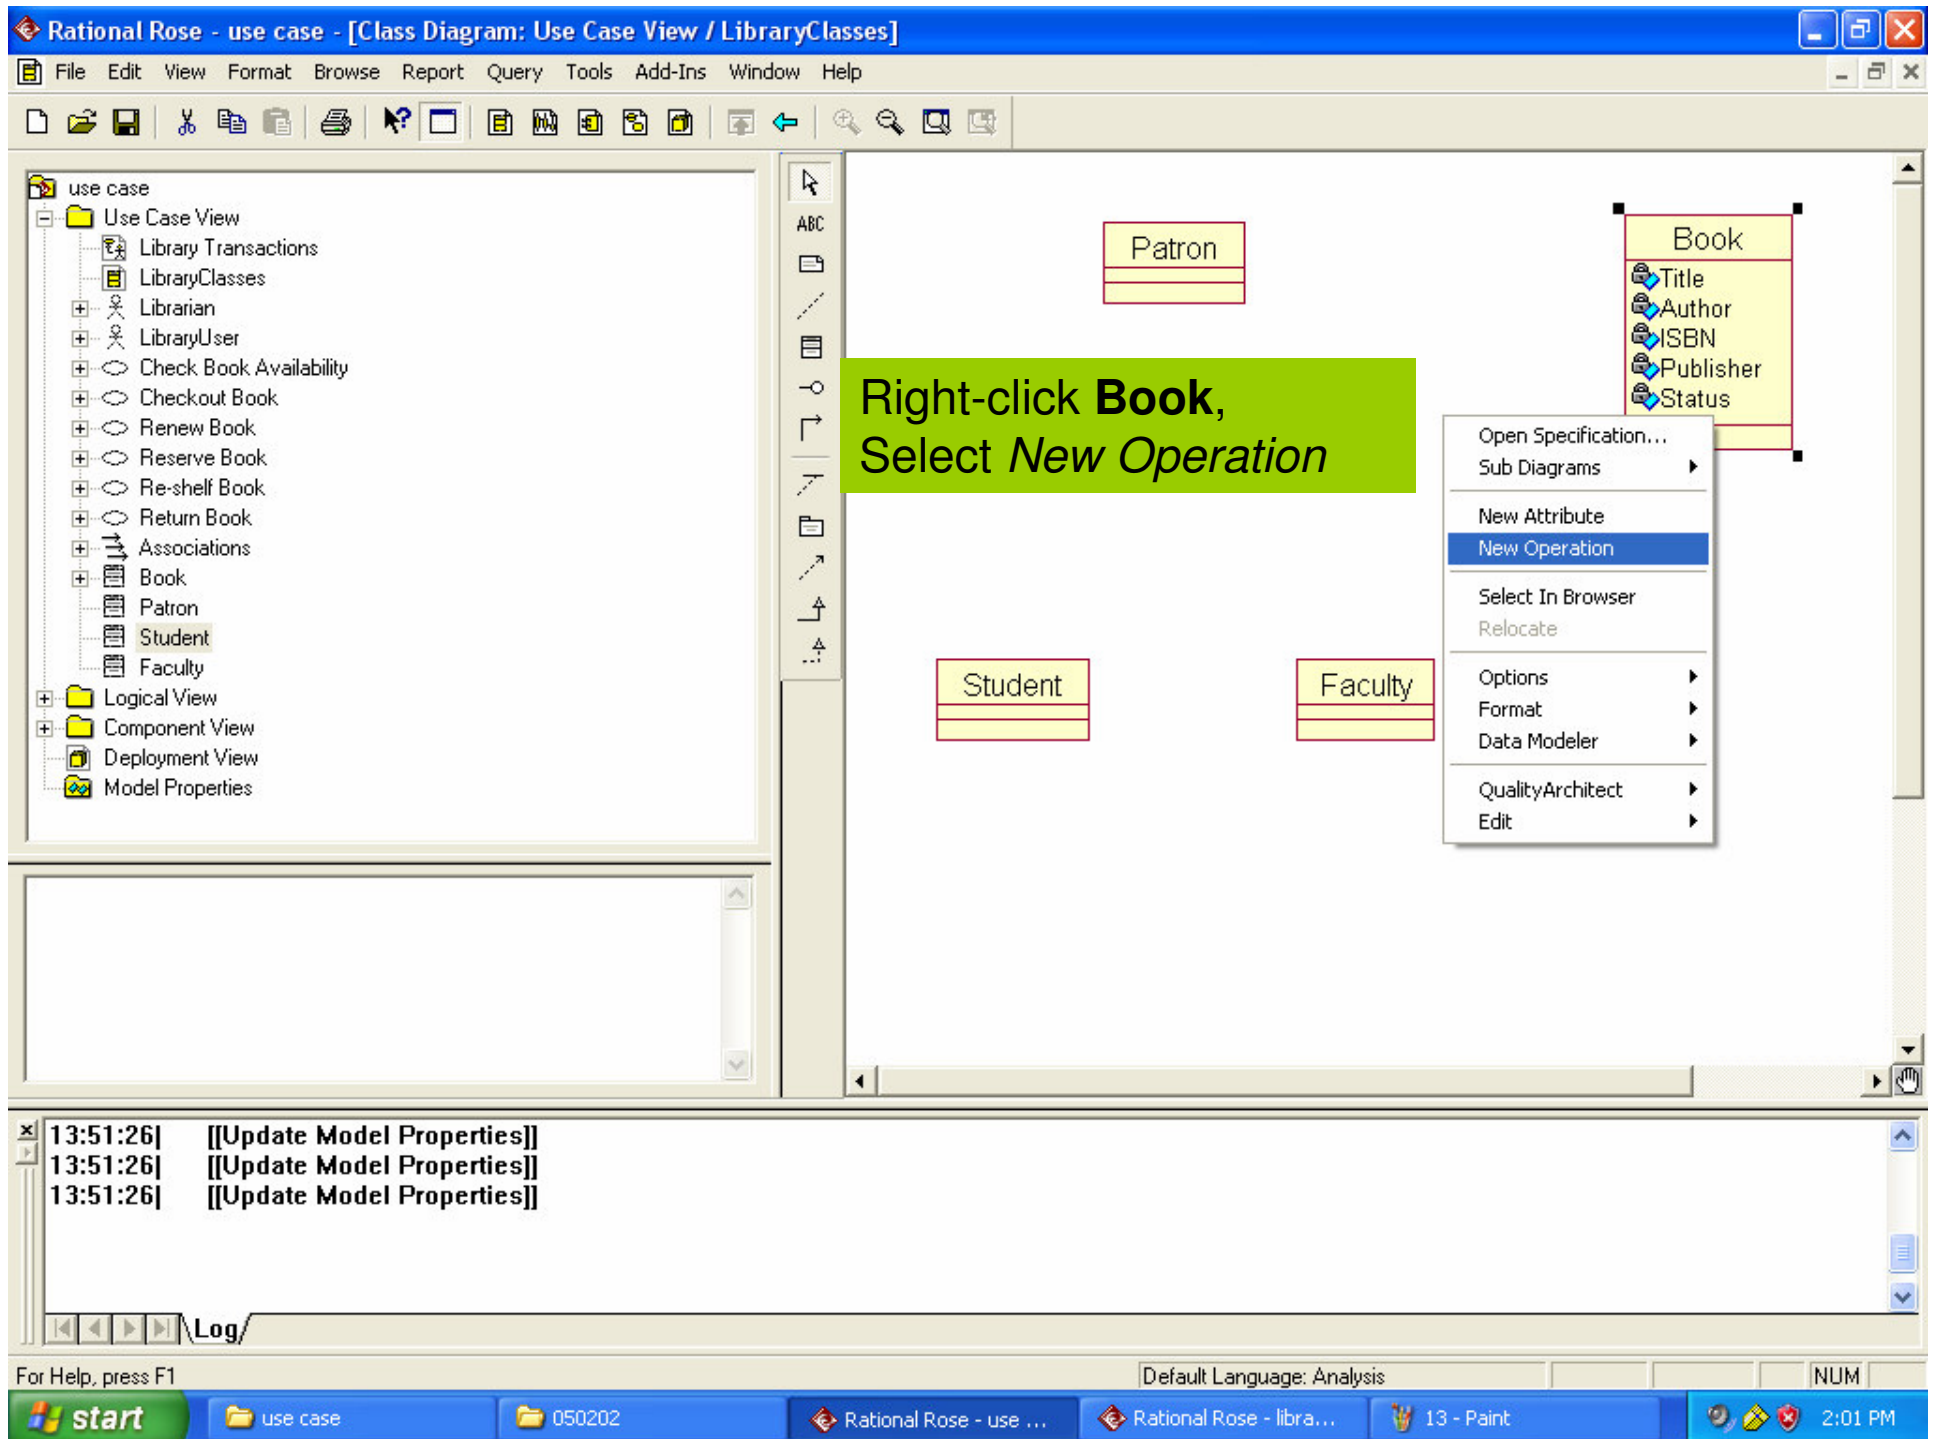 Rational Rose - use case - [Class Diagram: Use Case View / LibraryClasses]
File Edit View Format Browse Report Query Tools Add-Ins Window Help
use case
Use Case View
Library Transactions
LibraryClasses
Librarian
LibraryUser
Check Book Availability
Checkout Book
Renew Book
Reserve Book
Re-shelf Book
Return Book
Associations
Book
Patron
Student
Faculty
Logical View
Component View
Deployment View
Model Properties
ABC
Patron
Book
Title
Author
ISBN
Publisher
Status
Right-click Book,
Select New Operation
Student
Faculty
Open Specification...
Sub Diagrams
New Attribute
New Operation
Select In Browser
Relocate
Options
Format
Data Modeler
QualityArchitect
Edit
13:51:26| [[Update Model Properties]]
13:51:26| [[Update Model Properties]]
13:51:26| [[Update Model Properties]]
Log
For Help, press F1 Default Language: Analysis NUM
start use case 050202 Rational Rose - use ... Rational Rose - libra... 13 - Paint 2:01 PM